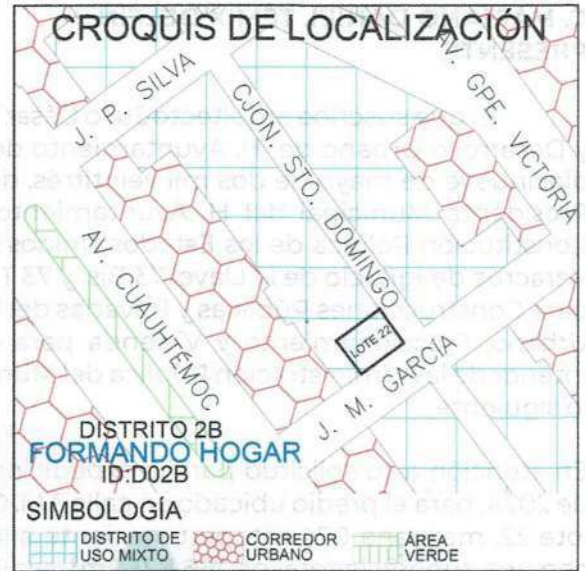 CROQUIS DE LOCALIZACIÓN
J. P. SILVA
CJON. STO. DOMINGO
AV. GPE. VICTORIA
AV. CUAUHTÉMOC
LOTE 22
J. M. GARCÍA
DISTRITO 2B
FORMANDO HOGAR
ID:D02B
SIMBOLOGÍA
DISTRITO DE
USO MIXTO
CORREDOR
URBANO
ÁREA
VERDE